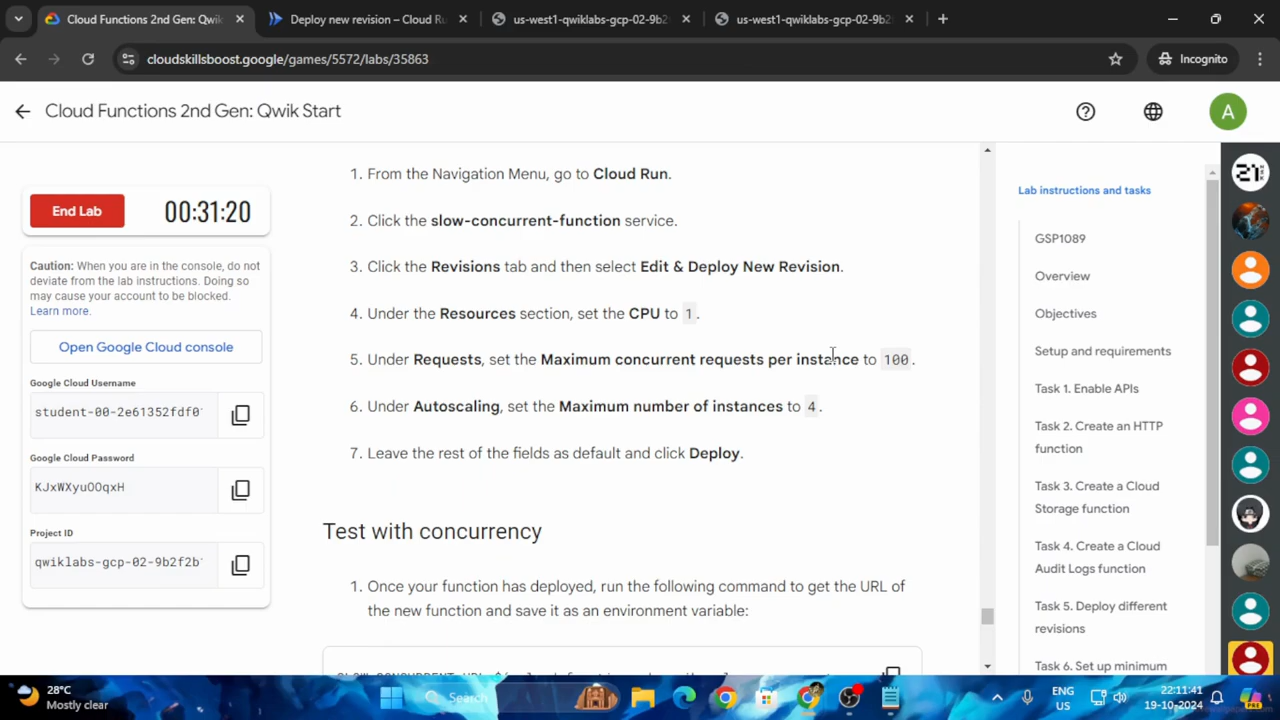 Cloud Functions 2nd Gen: Qwik
Deploy new revision – Cloud Ru
us-west1-qwiklabs-gcp-02-9b2
us-west1-qwiklabs-gcp-02-9b2
cloudskillsboost.google/games/5572/labs/35863
Incognito
Cloud Functions 2nd Gen: Qwik Start
A
End Lab
00:31:20
Caution: When you are in the console, do not
deviate from the lab instructions. Doing so
may cause your account to be blocked.
Learn more.
Open Google Cloud console
Google Cloud Username
student-00-2e61352fdf0
Google Cloud Password
KJxWXyuOOqxH
Project ID
qwiklabs-gcp-02-9b2f2b
1. From the Navigation Menu, go to Cloud Run.
2. Click the slow-concurrent-function service.
3. Click the Revisions tab and then select Edit & Deploy New Revision.
4. Under the Resources section, set the CPU to 1.
5. Under Requests, set the Maximum concurrent requests per instance to 100.
6. Under Autoscaling, set the Maximum number of instances to 4.
7. Leave the rest of the fields as default and click Deploy.
Test with concurrency
1. Once your function has deployed, run the following command to get the URL of
the new function and save it as an environment variable:
Lab instructions and tasks
GSP1089
Overview
Objectives
Setup and requirements
Task 1. Enable APIs
Task 2. Create an HTTP
function
Task 3. Create a Cloud
Storage function
Task 4. Create a Cloud
Audit Logs function
Task 5. Deploy different
revisions
Task 6. Set up minimum
21
28°C
Mostly clear
Search
ENG
US
22:11:41
19-10-2024
PRE